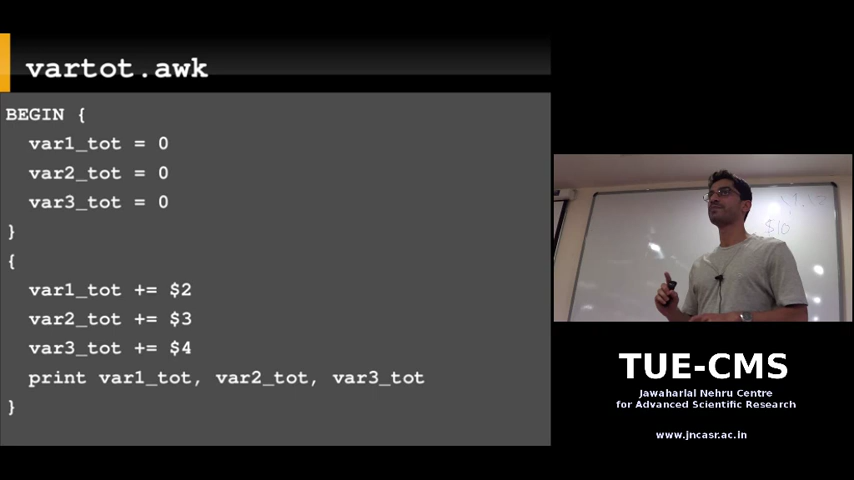 vartot.awk
BEGIN {
  var1_tot = 0
  var2_tot = 0
  var3_tot = 0
}
{
  var1_tot += $2
  var2_tot += $3
  var3_tot += $4
  print var1_tot, var2_tot, var3_tot
}
$10
TUE-CMS
Jawaharlal Nehru Centre
for Advanced Scientific Research
www.jncasr.ac.in